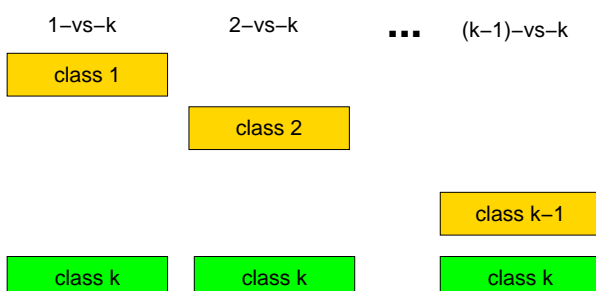 1−vs−k 2−vs−k ... (k−1)−vs−k
class 1
class 2
class k−1
class k class k class k